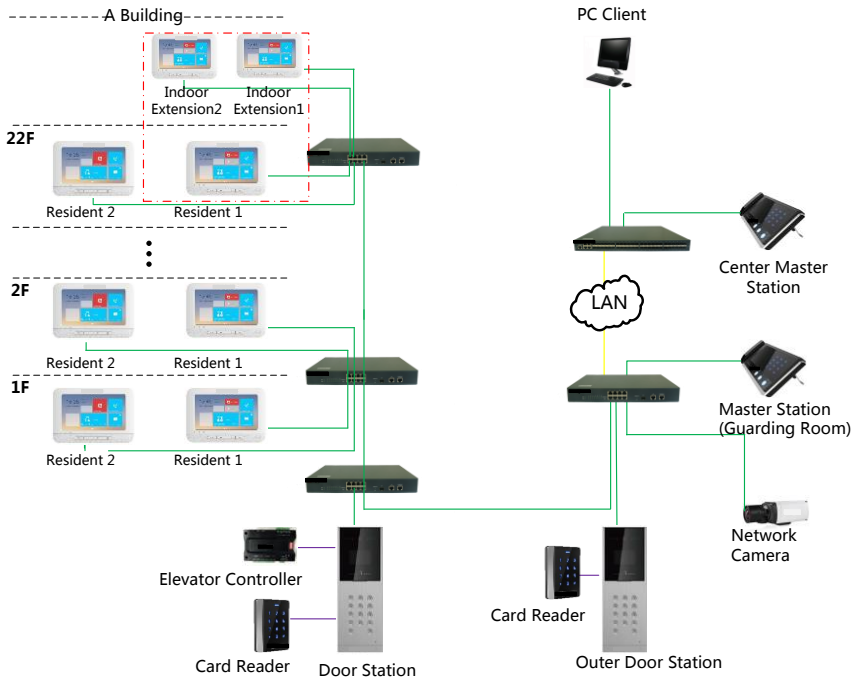 A Building
PC Client
Indoor
Extension2
Indoor
Extension1
22F
Resident 2
Resident 1
Center Master
Station
2F
LAN
Resident 2
Resident 1
1F
Master Station
(Guarding Room)
Resident 2
Resident 1
Network
Camera
Elevator Controller
Card Reader
Card Reader
Door Station
Outer Door Station